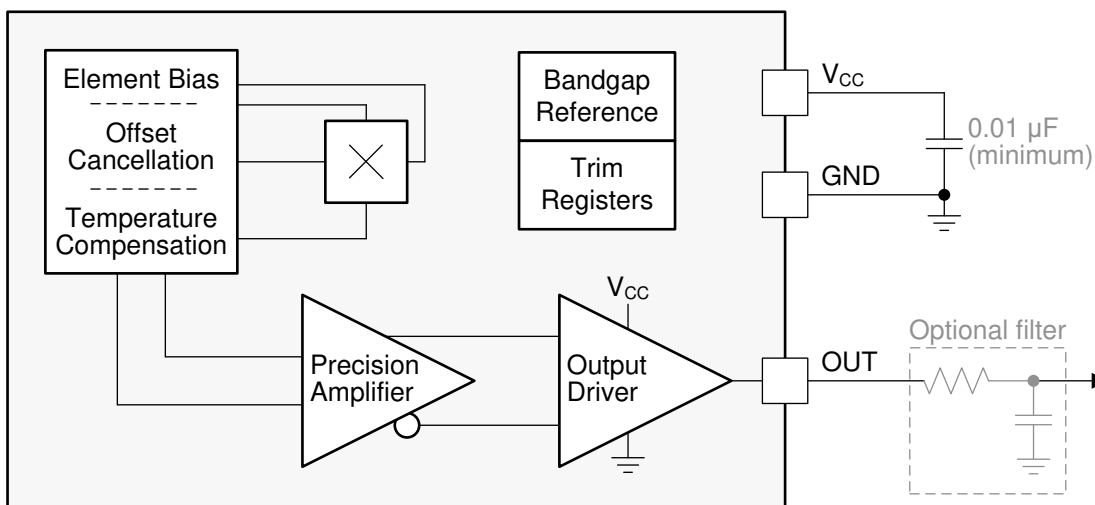 Element Bias
Offset
Cancellation
Temperature
Compensation
Bandgap
Reference
Trim
Registers
VCC
0.01 µF
(minimum)
GND
VCC
Precision
Amplifier
Output
Driver
OUT
Optional filter